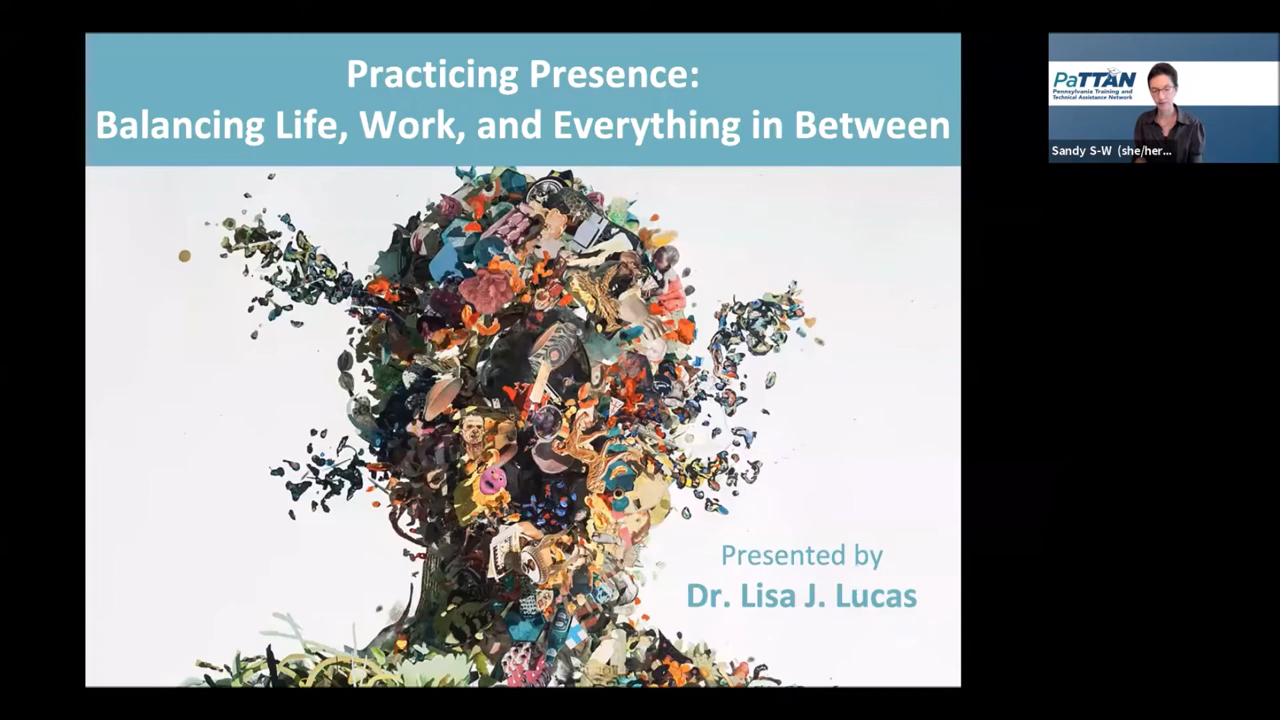 Practicing Presence:
Balancing Life, Work, and Everything in Between
Presented by
Dr. Lisa J. Lucas
PaTTAN
Pennsylvania Training and
Technical Assistance Network
Sandy S-W (she/her...